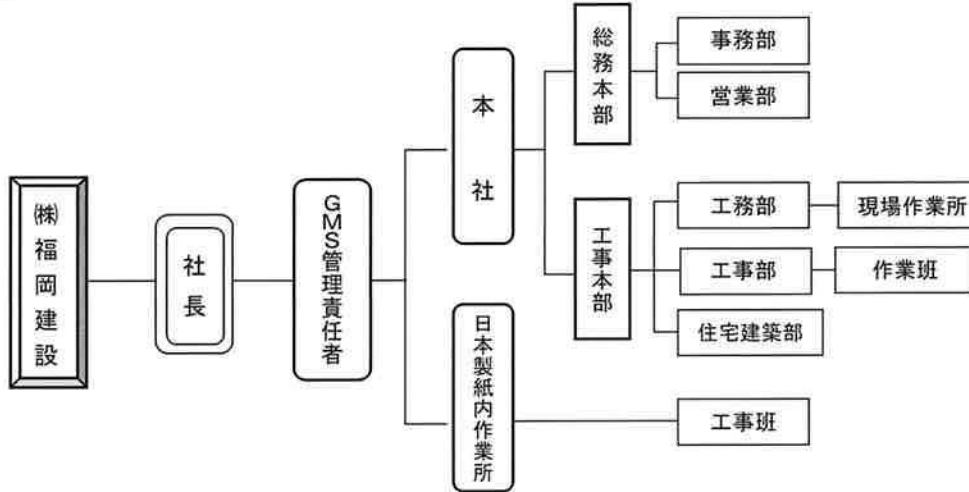 ㈱福岡建設
社長
GMS管理責任者
本社
総務本部
事務部
営業部
工事本部
工務部
現場作業所
工事部
作業班
住宅建築部
日本製紙内作業所
工事班